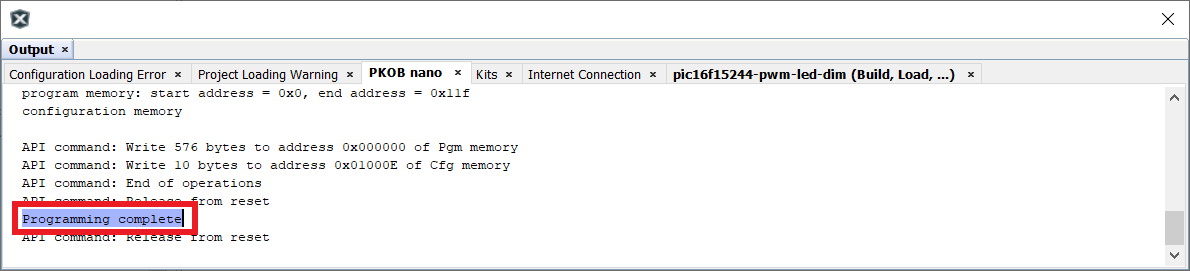 Output ×
Configuration Loading Error × Project Loading Warning × PKOB nano × Kits × Internet Connection × pic16f15244-pwm-led-dim (Build, Load, ...) ×
program memory: start address = 0x0, end address = 0x11f
configuration memory
API command: Write 576 bytes to address 0x000000 of Pgm memory
API command: Write 10 bytes to address 0x01000E of Cfg memory
API command: End of operations
API command: Release from reset
Programming complete
API command: Release from reset